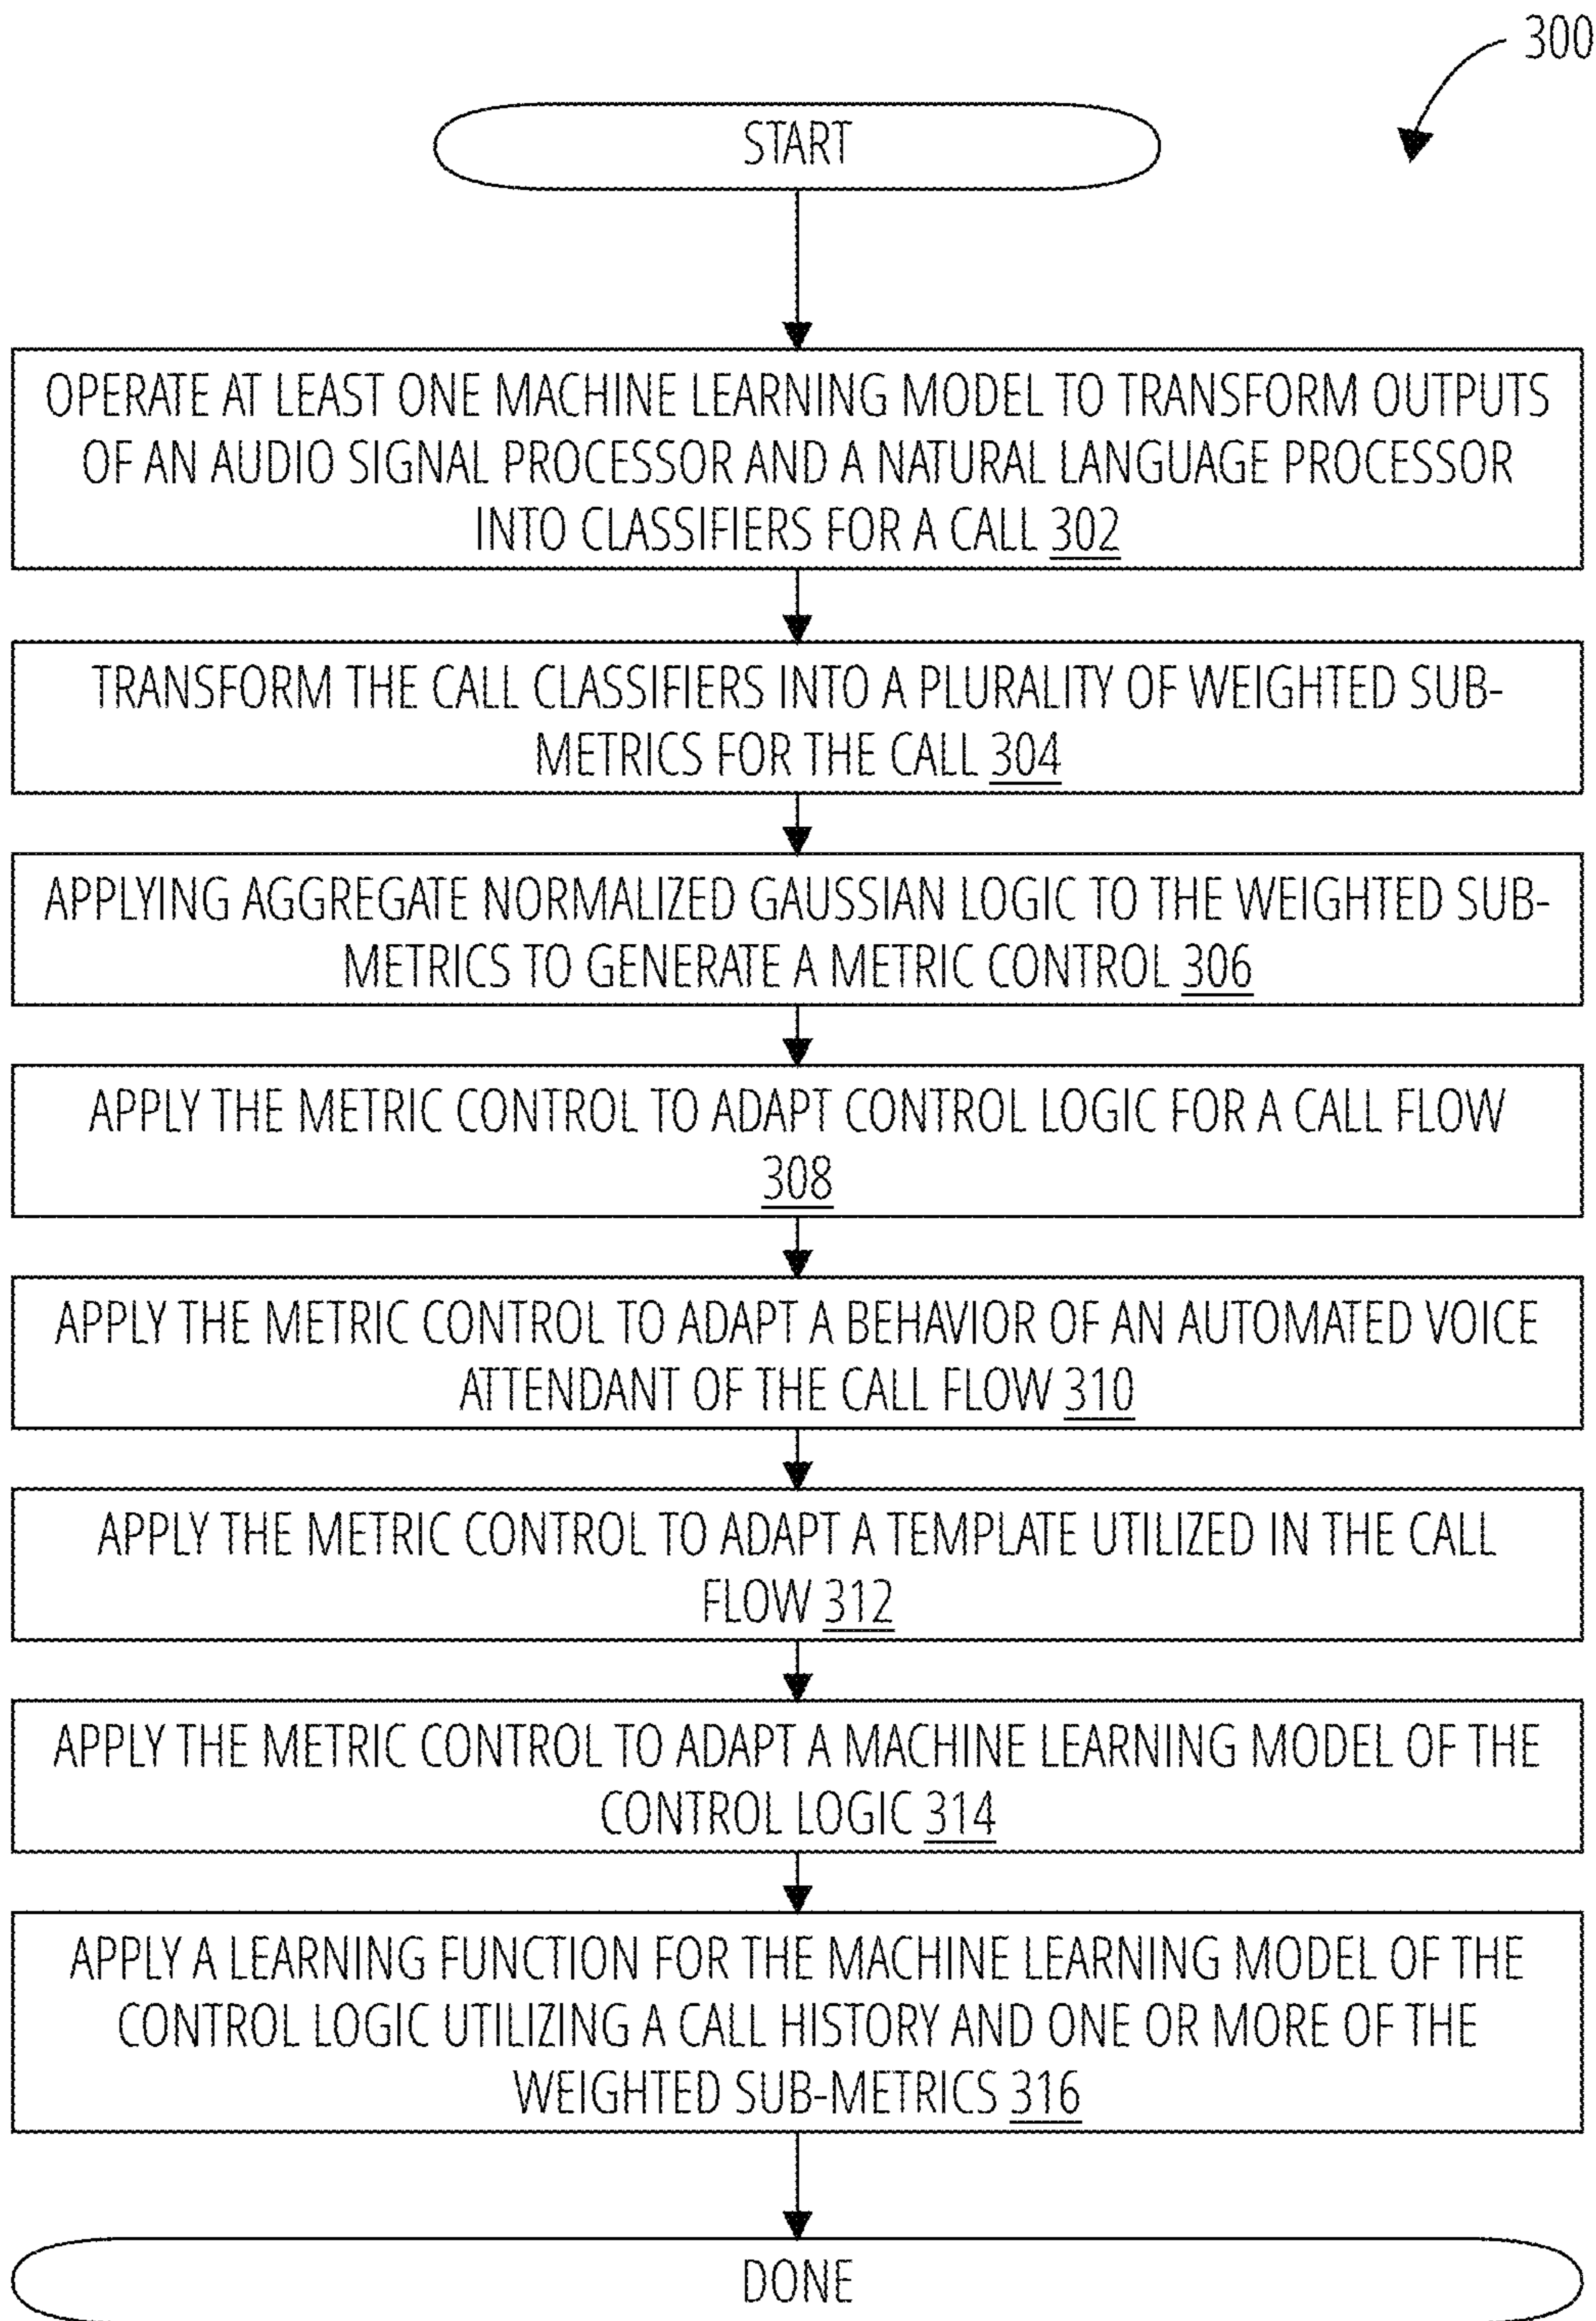 300
START
OPERATE AT LEAST ONE MACHINE LEARNING MODEL TO TRANSFORM OUTPUTS
OF AN AUDIO SIGNAL PROCESSOR AND A NATURAL LANGUAGE PROCESSOR
INTO CLASSIFIERS FOR A CALL 302
TRANSFORM THE CALL CLASSIFIERS INTO A PLURALITY OF WEIGHTED SUB-
METRICS FOR THE CALL 304
APPLYING AGGREGATE NORMALIZED GAUSSIAN LOGIC TO THE WEIGHTED SUB-
METRICS TO GENERATE A METRIC CONTROL 306
APPLY THE METRIC CONTROL TO ADAPT CONTROL LOGIC FOR A CALL FLOW
308
APPLY THE METRIC CONTROL TO ADAPT A BEHAVIOR OF AN AUTOMATED VOICE
ATTENDANT OF THE CALL FLOW 310
APPLY THE METRIC CONTROL TO ADAPT A TEMPLATE UTILIZED IN THE CALL
FLOW 312
APPLY THE METRIC CONTROL TO ADAPT A MACHINE LEARNING MODEL OF THE
CONTROL LOGIC 314
APPLY A LEARNING FUNCTION FOR THE MACHINE LEARNING MODEL OF THE
CONTROL LOGIC UTILIZING A CALL HISTORY AND ONE OR MORE OF THE
WEIGHTED SUB-METRICS 316
DONE